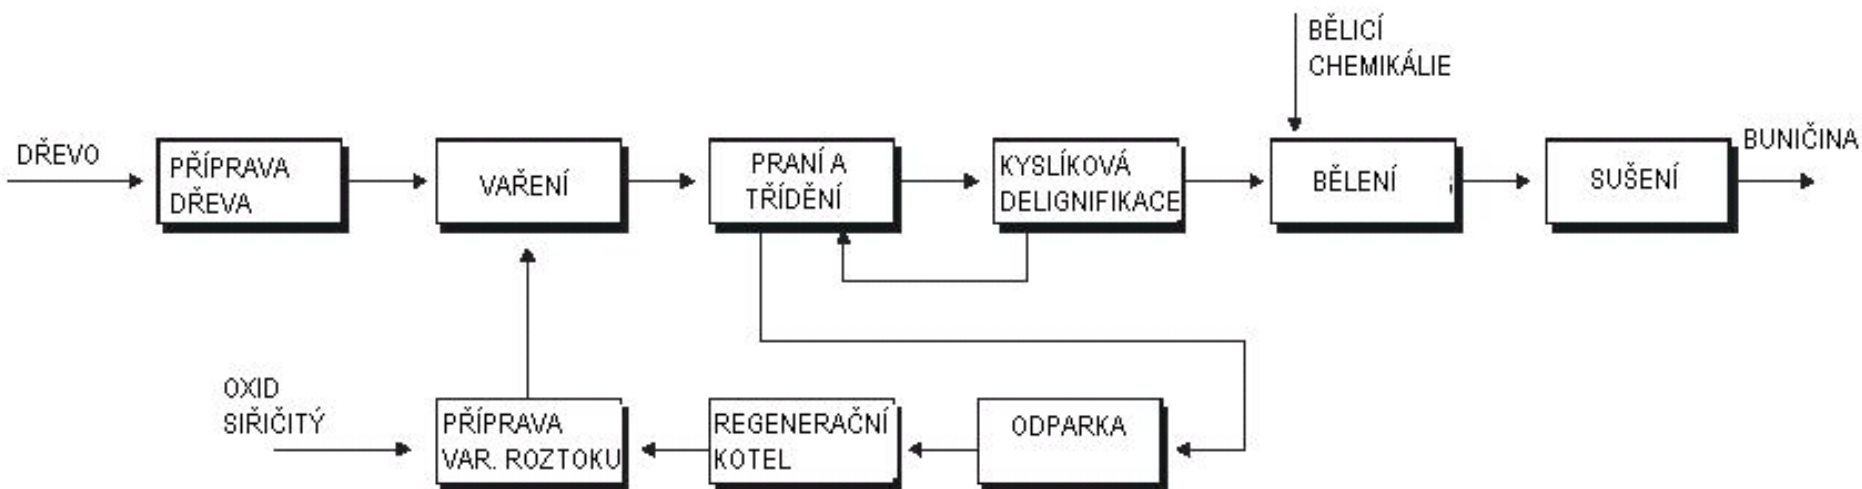 BĚLICÍ
CHEMIKÁLIE
DŘEVO
PŘÍPRAVA
DŘEVA
VAŘENÍ
PRANÍ A
TŘÍDĚNÍ
KYSLÍKOVÁ
DELIGNIFIKACE
BĚLENÍ
SUŠENÍ
BUNIČINA
OXID
SIŘIČITÝ
PŘÍPRAVA
VAR. ROZTOKU
REGENERAČNÍ
KOTEL
ODPARKA